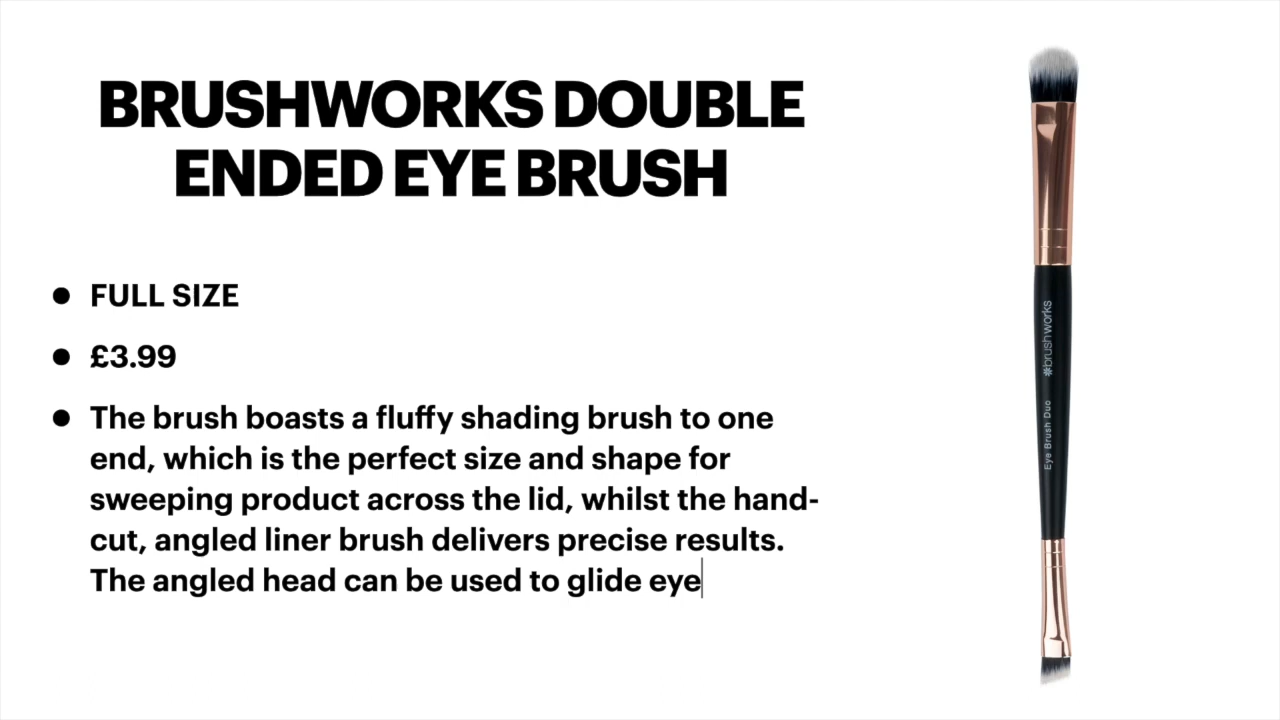 BRUSHWORKS DOUBLE
ENDED EYE BRUSH
● FULL SIZE
● £3.99
● The brush boasts a fluffy shading brush to one
end, which is the perfect size and shape for
sweeping product across the lid, whilst the hand-
cut, angled liner brush delivers precise results.
The angled head can be used to glide eye
brushworks
Eye Brush Duo